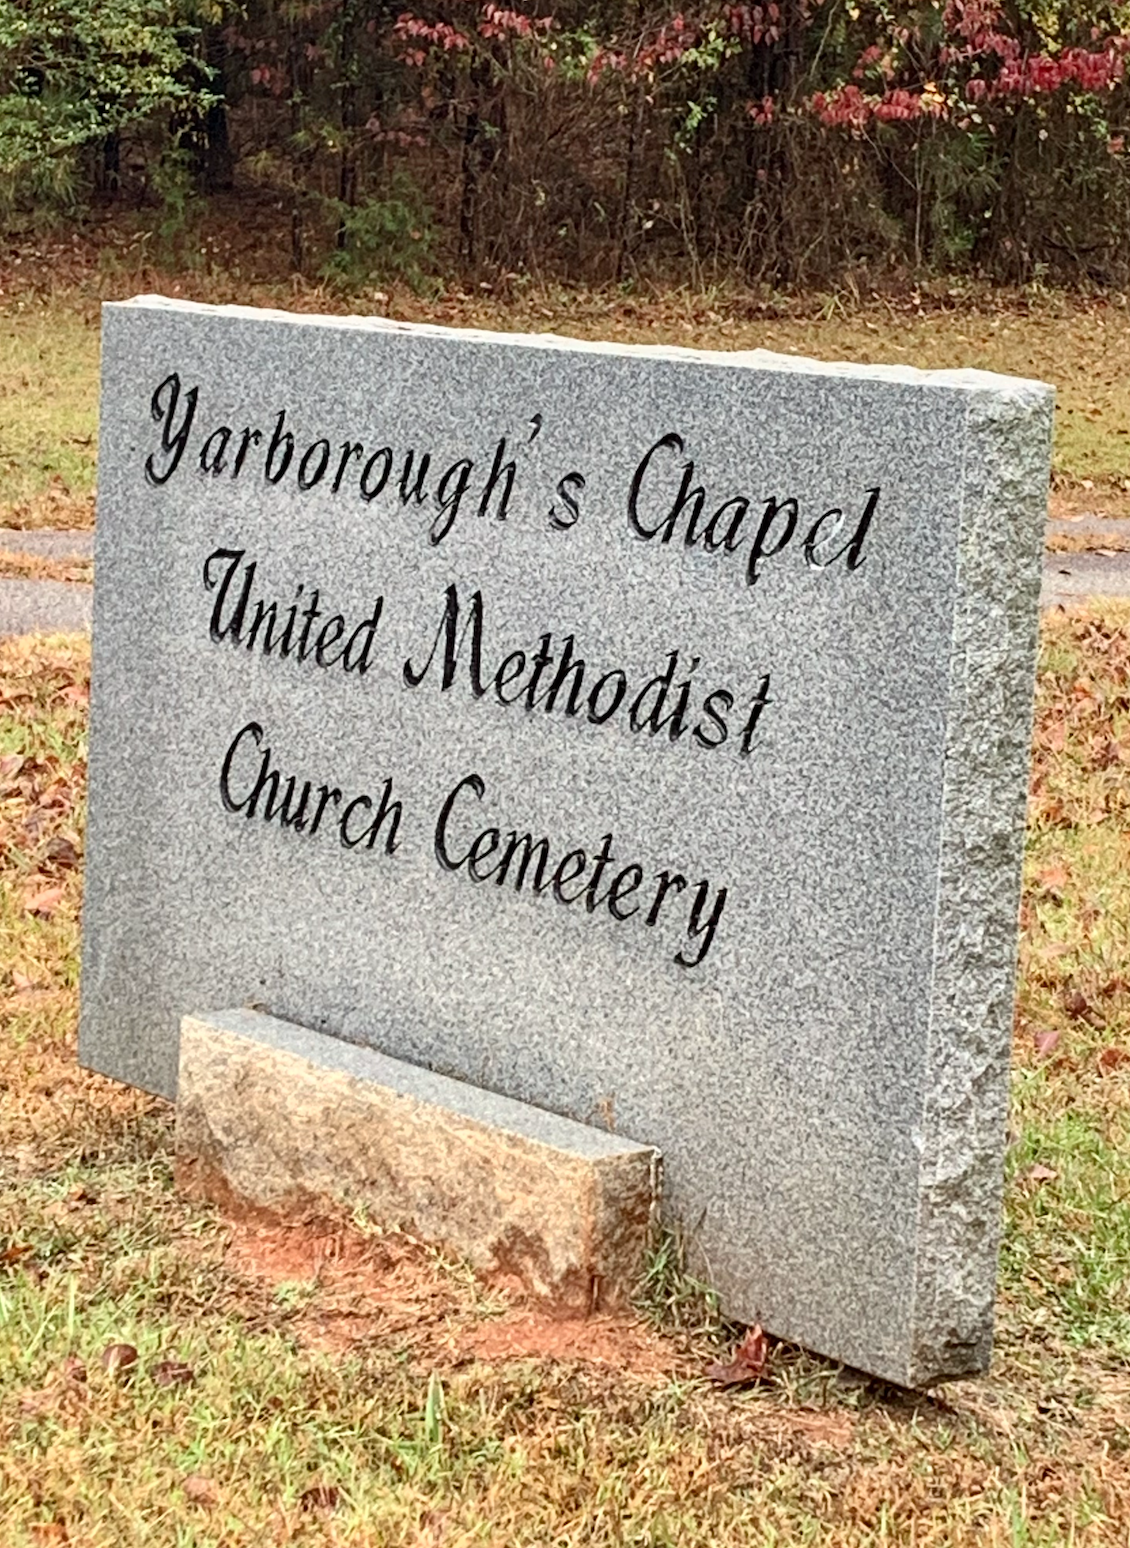 Yarborough's Chapel
United Methodist
Church Cemetery